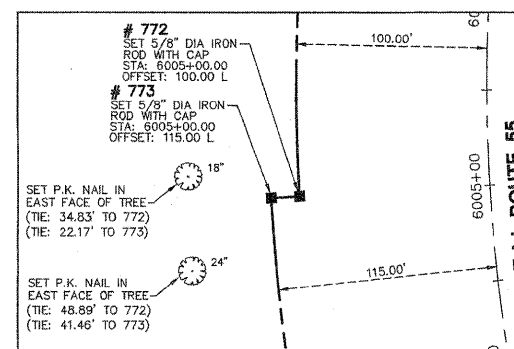 # 772
SET 5/8" DIA IRON
ROD WITH CAP
STA: 6005+00.00
OFFSET: 100.00 L
# 773
SET 5/8" DIA IRON
ROD WITH CAP
STA: 6005+00.00
OFFSET: 115.00 L
100.00'
18"
SET P.K. NAIL IN
EAST FACE OF TREE
(TIE: 34.83' TO 772)
(TIE: 22.17' TO 773)
6005+00
24"
SET P.K. NAIL IN
EAST FACE OF TREE
(TIE: 48.89' TO 772)
(TIE: 41.46' TO 773)
115.00'
ROUTE 55